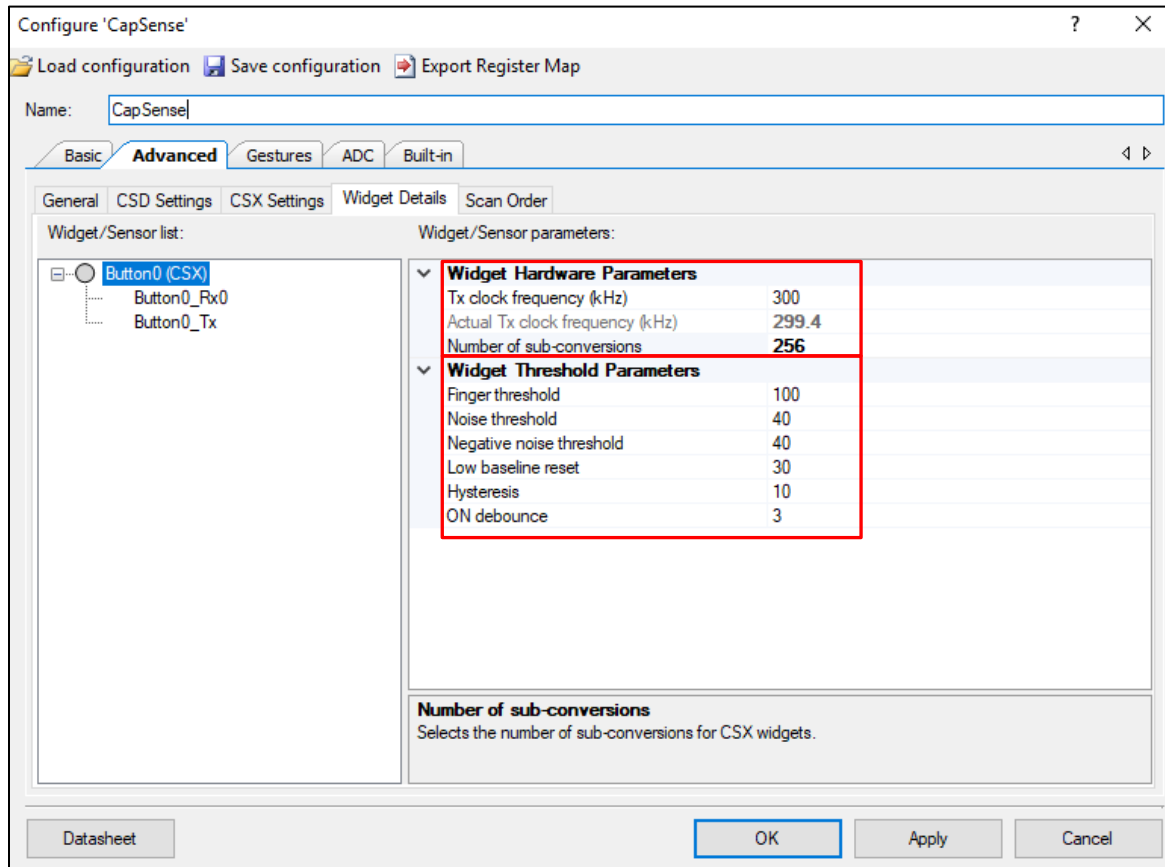 Configure 'CapSense'
? ×
Load configuration Save configuration Export Register Map
Name: CapSense
Basic Advanced Gestures ADC Built-in
General CSD Settings CSX Settings Widget Details Scan Order
Widget/Sensor list:
Button0 (CSX)
Button0_Rx0
Button0_Tx
Widget/Sensor parameters:
Widget Hardware Parameters
Tx clock frequency (kHz) 300
Actual Tx clock frequency (kHz) 299.4
Number of sub-conversions 256
Widget Threshold Parameters
Finger threshold 100
Noise threshold 40
Negative noise threshold 40
Low baseline reset 30
Hysteresis 10
ON debounce 3
Number of sub-conversions
Selects the number of sub-conversions for CSX widgets.
Datasheet OK Apply Cancel